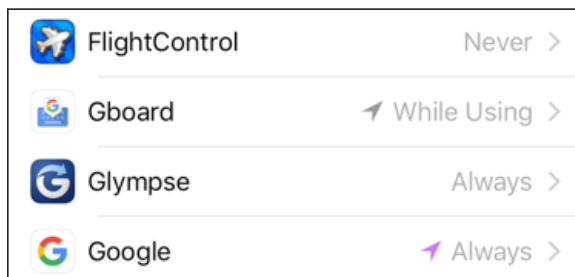 FlightControl Never
Gboard While Using
Glympse Always
Google Always